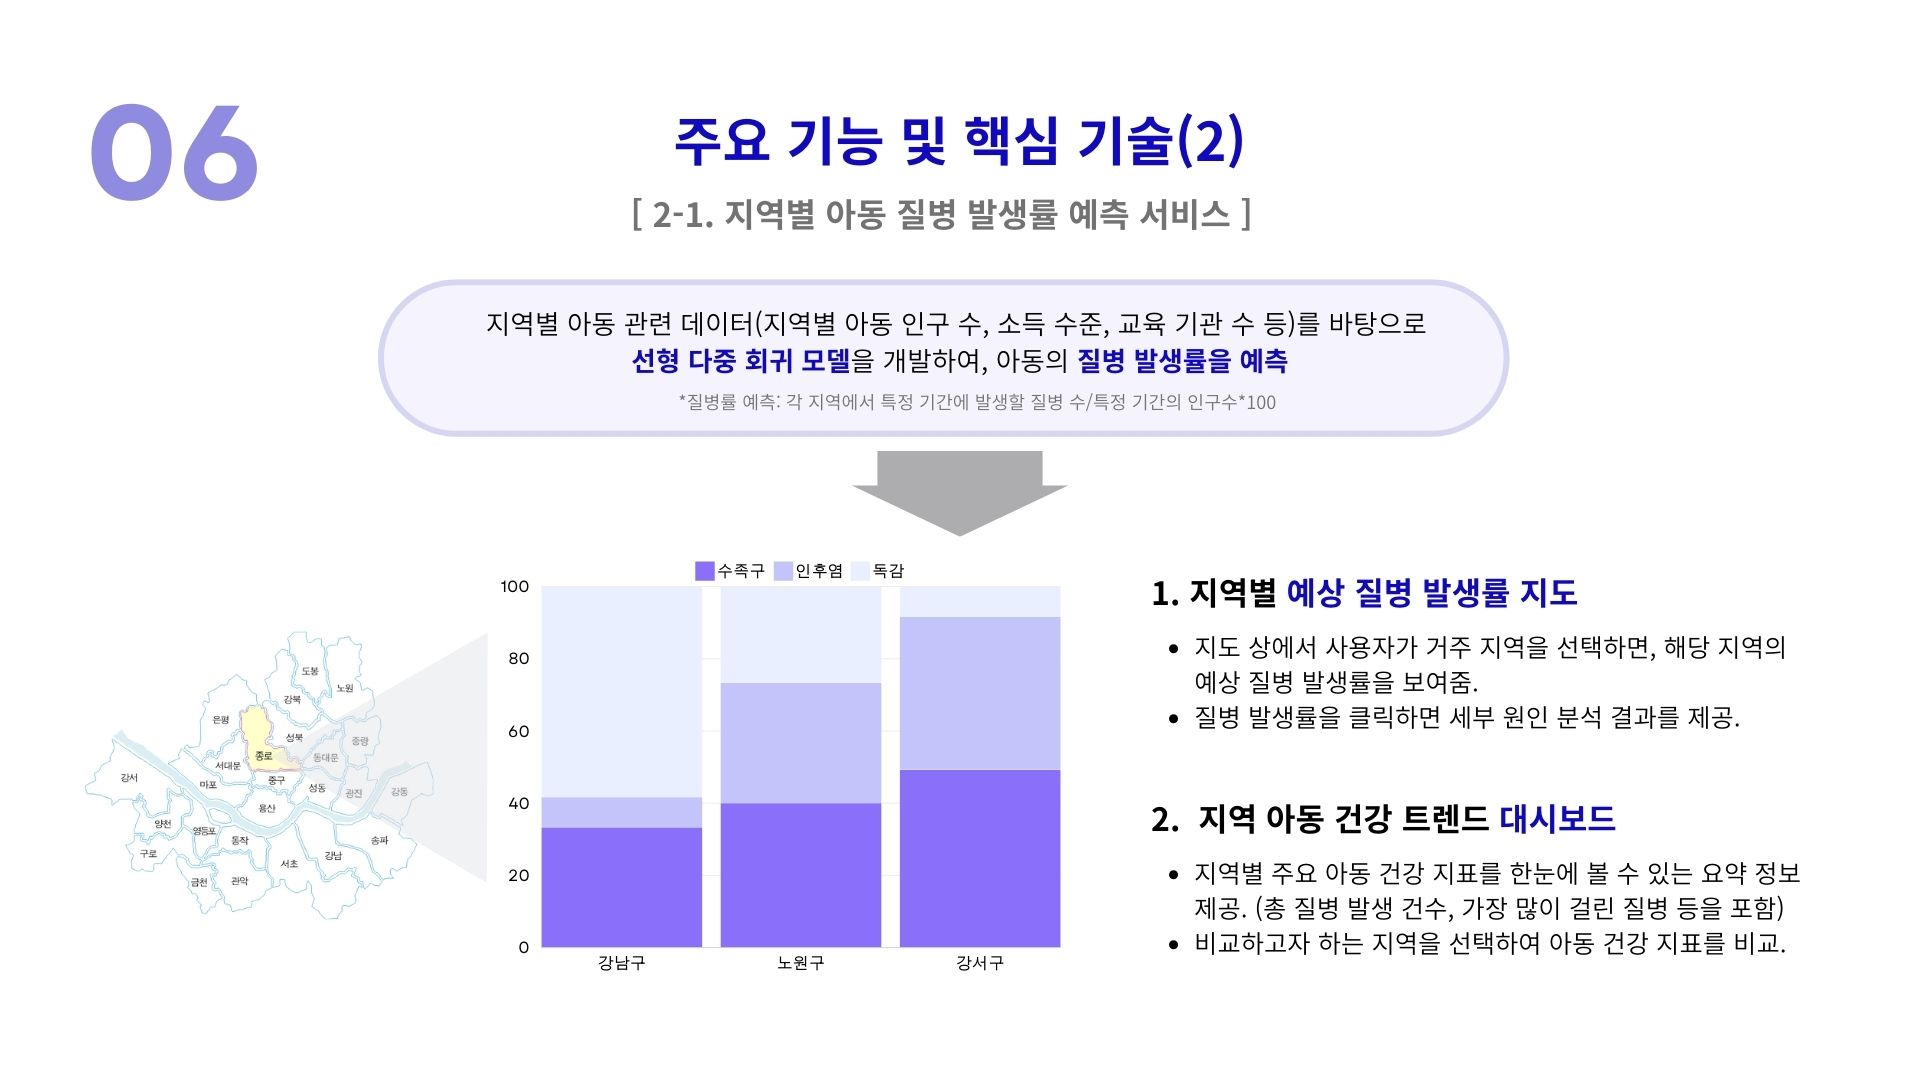 06
주요 기능 및 핵심 기술(2)
[ 2-1. 지역별 아동 질병 발생률 예측 서비스 ]
지역별 아동 관련 데이터(지역별 아동 인구 수, 소득 수준, 교육 기관 수 등)를 바탕으로
선형 다중 회귀 모델을 개발하여, 아동의 질병 발생률을 예측
*질병률 예측: 각 지역에서 특정 기간에 발생할 질병 수/특정 기간의 인구수*100
도봉
노원
강북
은평
성북
중랑
종로
동대문
서대문
강서
중구
마포
성동
광진
강동
용산
양천
영등포
동작
송파
구로
서초
강남
금천
관악
수족구 인후염 독감
100
80
60
40
20
0
강남구 노원구 강서구
1. 지역별 예상 질병 발생률 지도
• 지도 상에서 사용자가 거주 지역을 선택하면, 해당 지역의
예상 질병 발생률을 보여줌.
• 질병 발생률을 클릭하면 세부 원인 분석 결과를 제공.
2. 지역 아동 건강 트렌드 대시보드
• 지역별 주요 아동 건강 지표를 한눈에 볼 수 있는 요약 정보
제공. (총 질병 발생 건수, 가장 많이 걸린 질병 등을 포함)
• 비교하고자 하는 지역을 선택하여 아동 건강 지표를 비교.